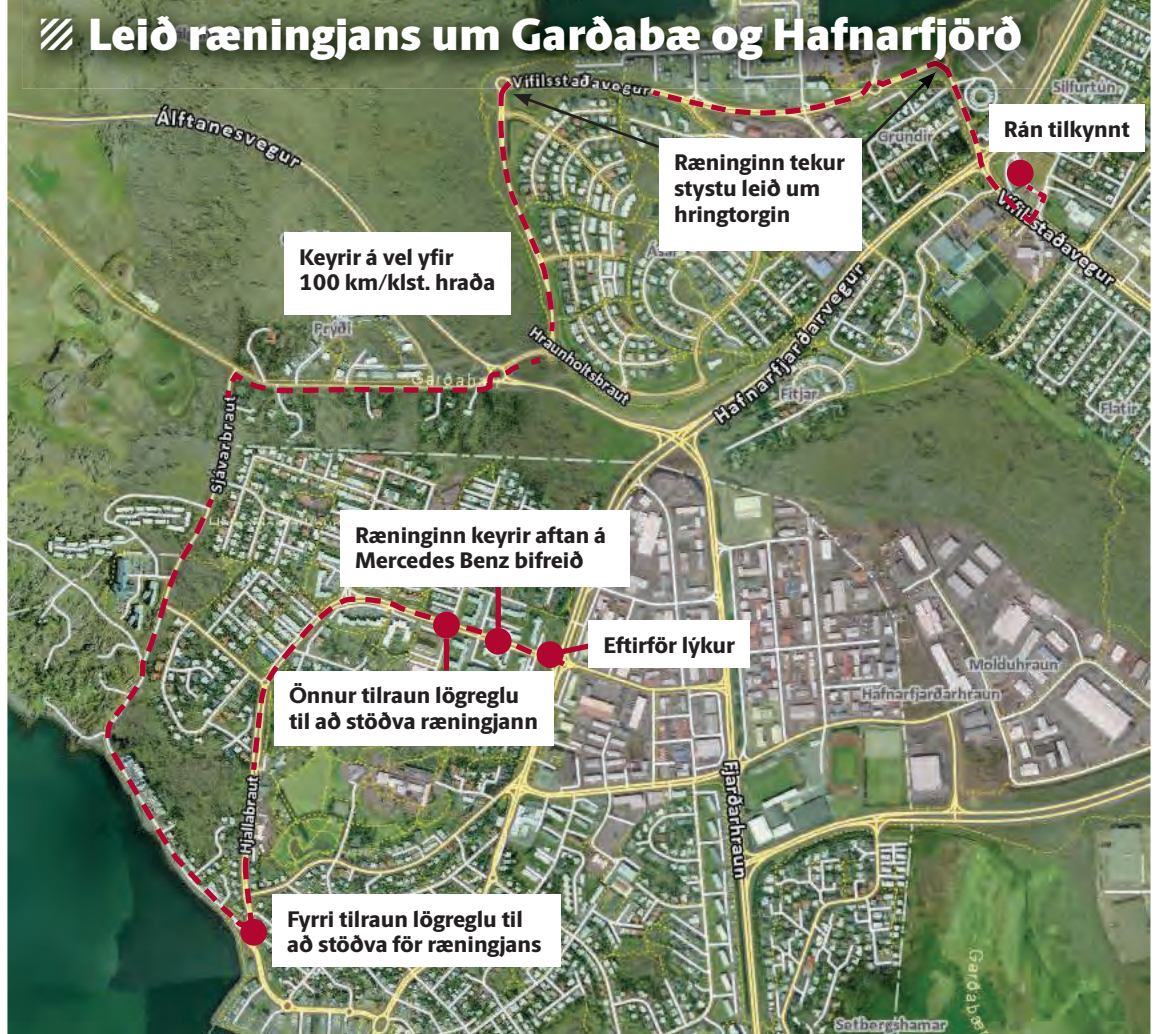 Leið ræningjans um Garðabæ og Hafnarfjörð
Vífilsstaðavegur
Silfurtún
Álftanesvegur
Grundir
Rán tilkynnt
Ræninginn tekur
stystu leið um
hringtorgin
Vífilsstaðavegur
Keyrir á vel yfir
100 km/klst. hraða
Ásar
Prýði
Hraunholtsbraut
Hafnarfjarðarvegur
Garðaba
Fitjar
Flatir
Sjávarbraut
Ræninginn keyrir aftan á
Mercedes Benz bifreið
Eftirför lýkur
Molduhraun
Hafnarfjarðarhraun
Önnur tilraun lögreglu
til að stöðva ræningjann
Hjallabraut
Fjarðarhraun
Fyrri tilraun lögreglu til
að stöðva för ræningjans
Garðabæ
Setbergshamar